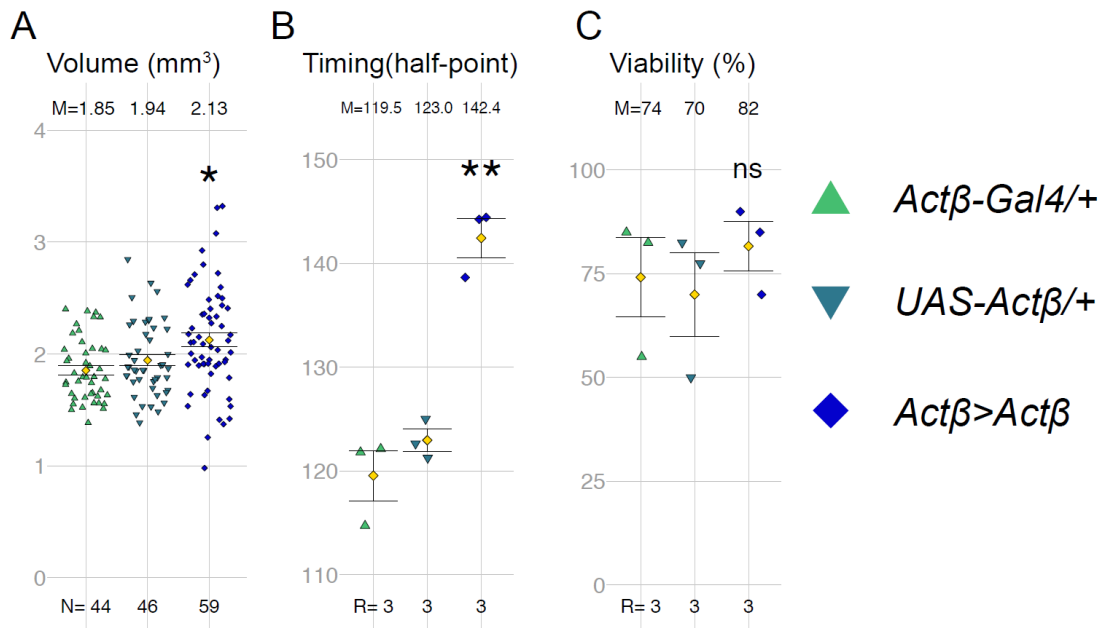 A
Volume (mm³)
M=1.85 1.94 2.13
4
3
2
1
0
*
N= 44 46 59
B
Timing(half-point)
M=119.5 123.0 142.4
150
140
130
120
110
**
R= 3 3 3
C
Viability (%)
M=74 70 82
100
75
50
25
0
ns
R= 3 3 3
Actβ-Gal4/+
UAS-Actβ/+
Actβ>Actβ